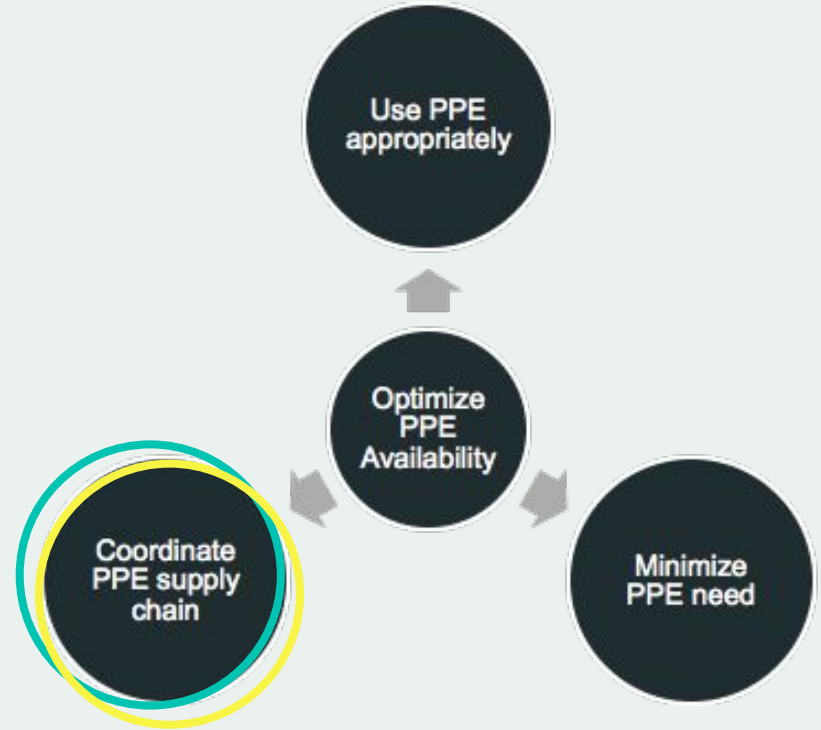 Use PPE
appropriately
Optimize
PPE
Availability
Coordinate
PPE supply
chain
Minimize
PPE need